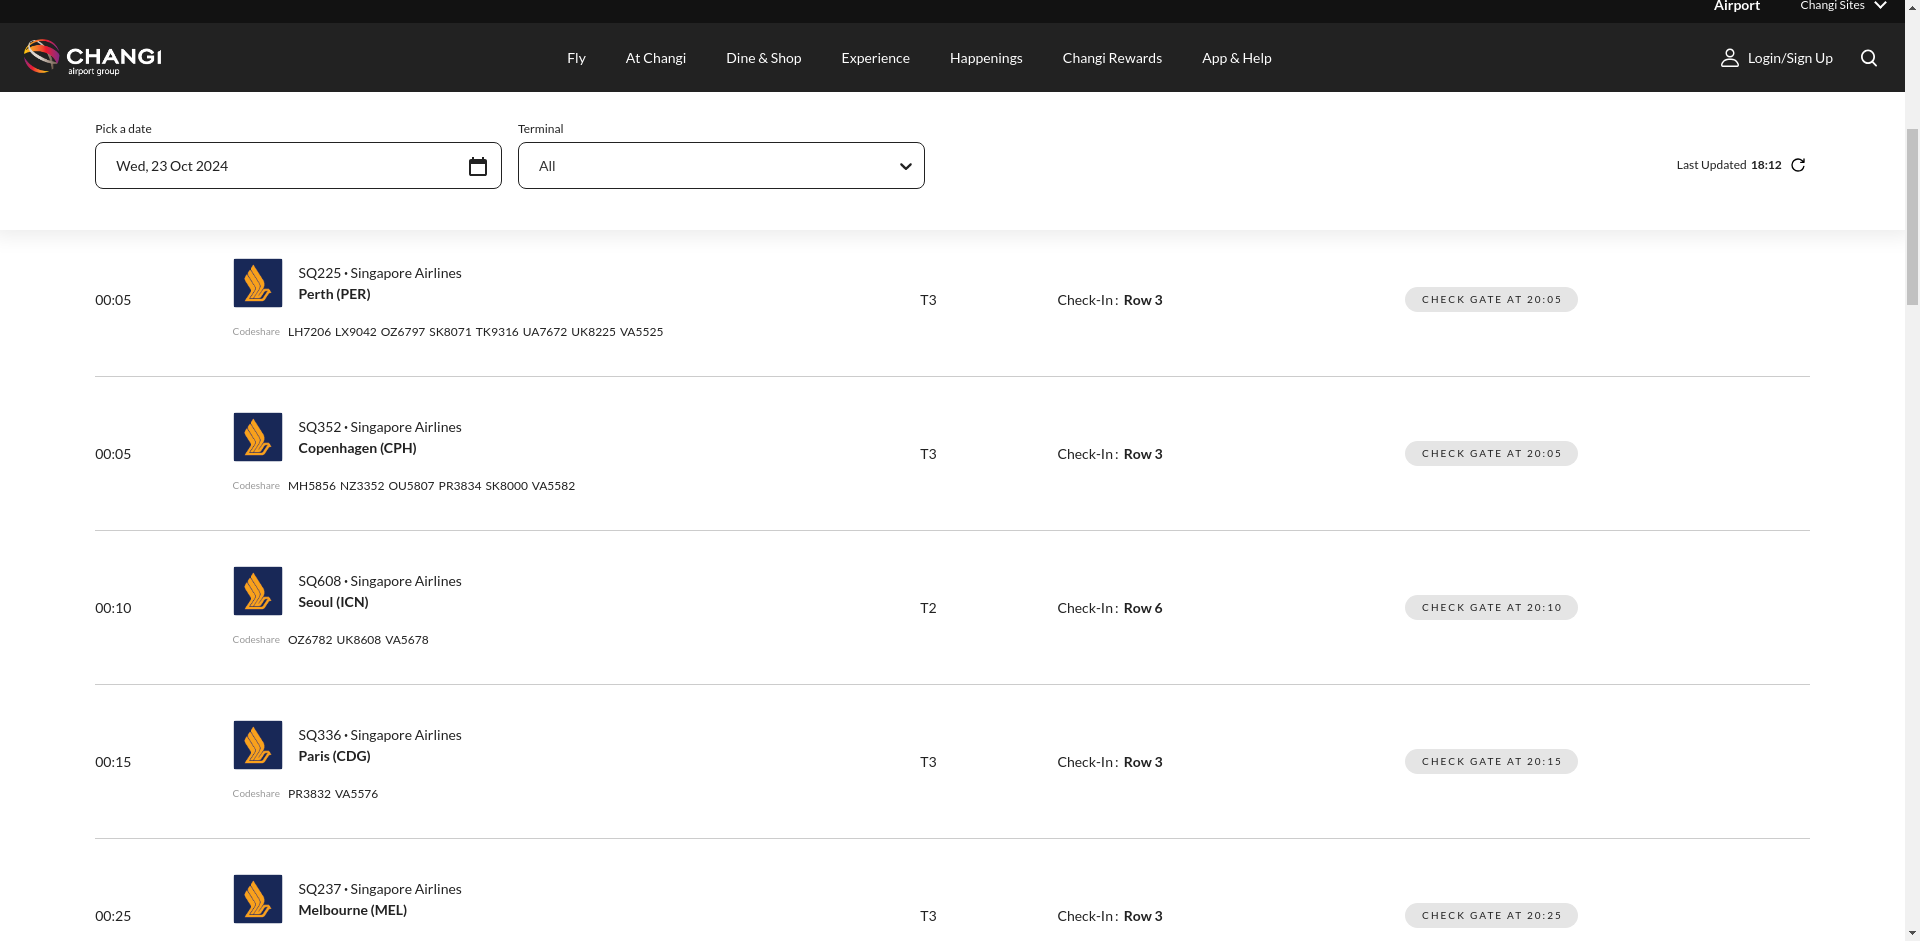 Airport Changi Sites
CHANGI
airport group
Fly At Changi Dine & Shop Experience Happenings Changi Rewards App & Help Login/Sign Up
Pick a date Terminal
Wed, 23 Oct 2024 All Last Updated 18:12
SQ225 • Singapore Airlines
Perth (PER)
00:05 T3 Check-In : Row 3 CHECK GATE AT 20:05
Codeshare LH7206 LX9042 OZ6797 SK8071 TK9316 UA7672 UK8225 VA5525
SQ352 • Singapore Airlines
Copenhagen (CPH)
00:05 T3 Check-In : Row 3 CHECK GATE AT 20:05
Codeshare MH5856 NZ3352 OU5807 PR3834 SK8000 VA5582
SQ608 • Singapore Airlines
Seoul (ICN)
00:10 T2 Check-In : Row 6 CHECK GATE AT 20:10
Codeshare OZ6782 UK8608 VA5678
SQ336 • Singapore Airlines
Paris (CDG)
00:15 T3 Check-In : Row 3 CHECK GATE AT 20:15
Codeshare PR3832 VA5576
SQ237 • Singapore Airlines
Melbourne (MEL)
00:25 T3 Check-In : Row 3 CHECK GATE AT 20:25